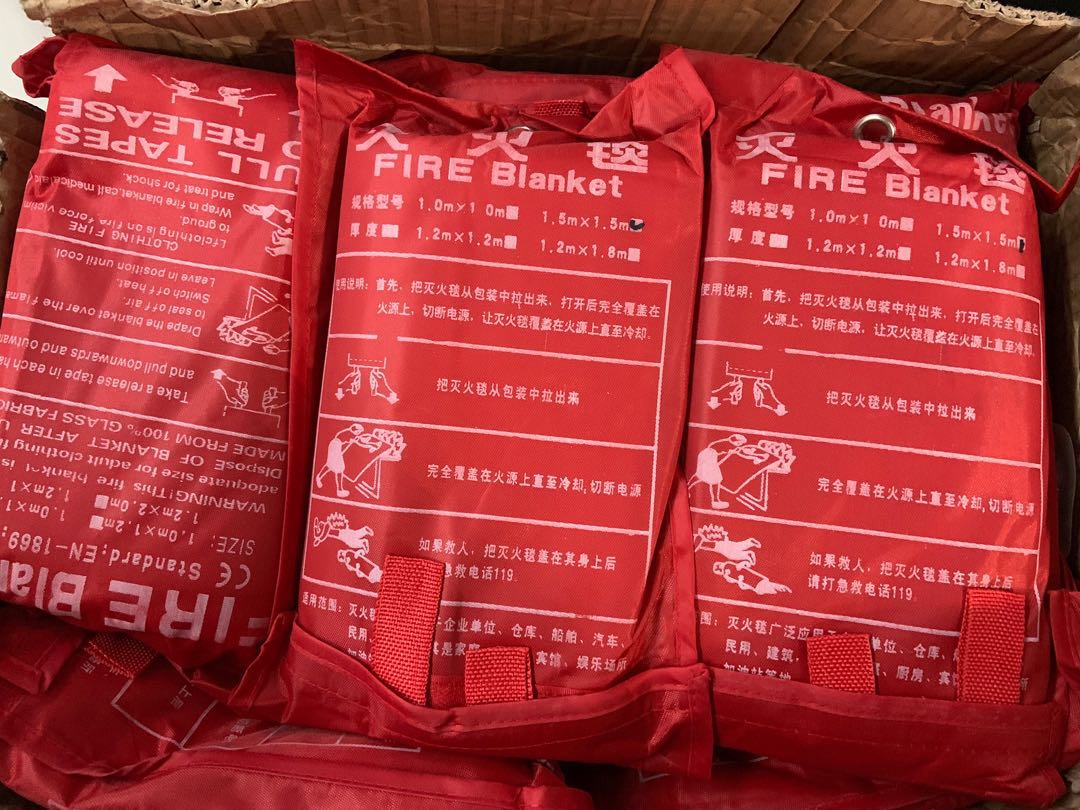 PULL TAPES
TO RELEASE
and treat for shock.
Wrap in fire blanket,call medical aid
to ground.
If clothing is on fire force victim
CLOTHING FIRE
Leave in position until cool.
Switch off heat.
to seal off air.
Drape the blanket over the flama
and pull downwards and outwar
Take a release tape in each ha
MADE FROM 100% GLASS FABRIC
DISPOSE OF BLANKET AFTER U
adequate size for adult clothing fi
WARNING:This fire blank
1.2m×2.0m
1.0m×1.2m
SIZE:
CE Standard:EN-1869:
FIRE Blan
灭火毯
FIRE Blanket
规格型号 1.0m×1 0m 1.5m×1.5m
厚度 1.2m×1.2m 1.2m×1.8m
使用说明:首先,把灭火毯从包装中拉出来,打开后完全覆盖在
火源上,切断电源,让灭火毯覆盖在火源上直至冷却.
把灭火毯从包装中拉出来
完全覆盖在火源上直至冷却,切断电源
如果救人,把灭火毯盖在其身上后
急救电话119.
适用范围:灭火毯
企业单位、仓库、船舶、汽车、
民用、
宾馆、娱乐场所
Blanket
灭火毯
FIRE Blanket
规格型号 1.0m×1 0m 1.5m×1.5m
厚度 1.2m×1.2m 1.2m×1.8m
使用说明:首先,把灭火毯从包装中拉出来,打开后完全覆盖在
火源上,切断电源,让灭火毯覆盖在火源上直至冷却.
把灭火毯从包装中拉出来
完全覆盖在火源上直至冷却,切断电源
如果救人,把灭火毯盖在其身上后
请打急救电话119.
范围:灭火毯广泛应用于 单位、仓库、
民用、建筑、 厨房、宾
加油站等地